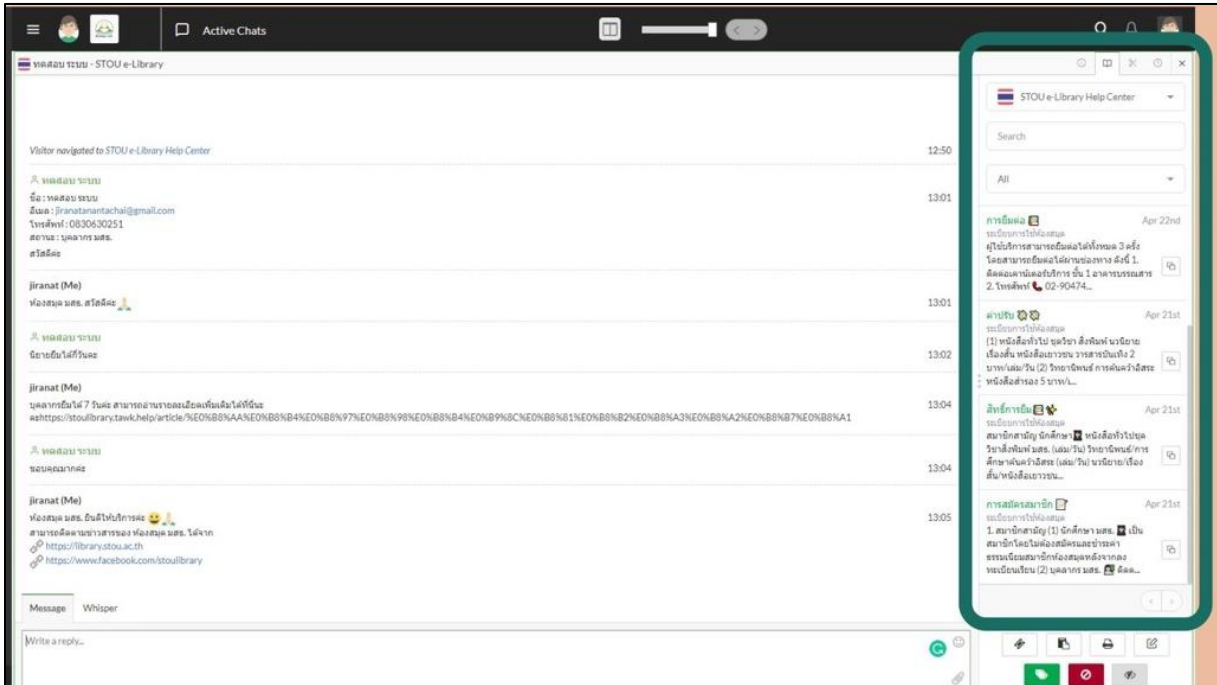 Active Chats
ทดสอบ ระบบ - STOU e-Library
Visitor navigated to STOU e-Library Help Center
12:50
ทดสอบ ระบบ
ชื่อ : ทดสอบ ระบบ
13:01
อีเมล : jiranatanantachai@gmail.com
โทรศัพท์ : 0830630251
สถานะ : บุคลากร มสธ.
สวัสดีค่ะ
jiranat (Me)
ห้องสมุด มสธ. สวัสดีค่ะ 🙏
13:01
ทดสอบ ระบบ
นิยายยืมได้กี่วันคะ
13:02
jiranat (Me)
บุคลากรยืมได้ 7 วันค่ะ สามารถอ่านรายละเอียดเพิ่มเติมได้ที่นี่นะ
13:04
คะhttps://stoulibrary.tawk.help/article/%E0%B8%AA%E0%B8%B4%E0%B8%97%E0%B8%98%E0%B8%B4%E0%B9%8C%E0%B8%81%E0%B8%B2%E0%B8%A3%E0%B8%A2%E0%B8%B7%E0%B8%A1
ทดสอบ ระบบ
ขอบคุณมากค่ะ
13:04
jiranat (Me)
ห้องสมุด มสธ. ยินดีให้บริการค่ะ 😀🙏
13:05
สามารถติดตามข่าวสารของ ห้องสมุด มสธ. ได้จาก
🔗 https://library.stou.ac.th
🔗 https://www.facebook.com/stoulibrary
Message Whisper
Write a reply...
STOU e-Library Help Center
Search
All
การยืมต่อ
Apr 22nd
ระเบียบการใช้ห้องสมุด
ผู้ใช้บริการสามารถยืมต่อได้ทั้งหมด 3 ครั้ง
โดยสามารถยืมต่อได้ผ่านช่องทาง ดังนี้ 1.
ติดต่อเคาน์เตอร์บริการ ชั้น 1 อาคารบรรณสาร
2. โทรศัพท์ 📞 02-90474...
ค่าปรับ
Apr 21st
ระเบียบการใช้ห้องสมุด
(1) หนังสือทั่วไป ชุดวิชา สิ่งพิมพ์ นวนิยาย
เรื่องสั้น หนังสือเยาวชน วารสารบันเทิง 2
บาท/เล่ม/วัน (2) วิทยานิพนธ์ การค้นคว้าอิสระ
หนังสือสำรอง 5 บาท/เ...
สิทธิ์การยืม
Apr 21st
ระเบียบการใช้ห้องสมุด
สมาชิกสามัญ นักศึกษา หนังสือทั่วไปชุด
วิชาสิ่งพิมพ์ มสธ. (เล่ม/วัน) วิทยานิพนธ์/การ
ศึกษาค้นคว้าอิสระ (เล่ม/วัน) นวนิยาย/เรื่อง
สั้น/หนังสือเยาวชน...
การสมัครสมาชิก
Apr 21st
ระเบียบการใช้ห้องสมุด
1. สมาชิกสามัญ (1) นักศึกษา มสธ. เป็น
สมาชิกโดยไม่ต้องสมัครและชำระค่า
ธรรมเนียมสมาชิกห้องสมุดหลังจากลง
ทะเบียนเรียน (2) บุคลากร มสธ. ติดต...